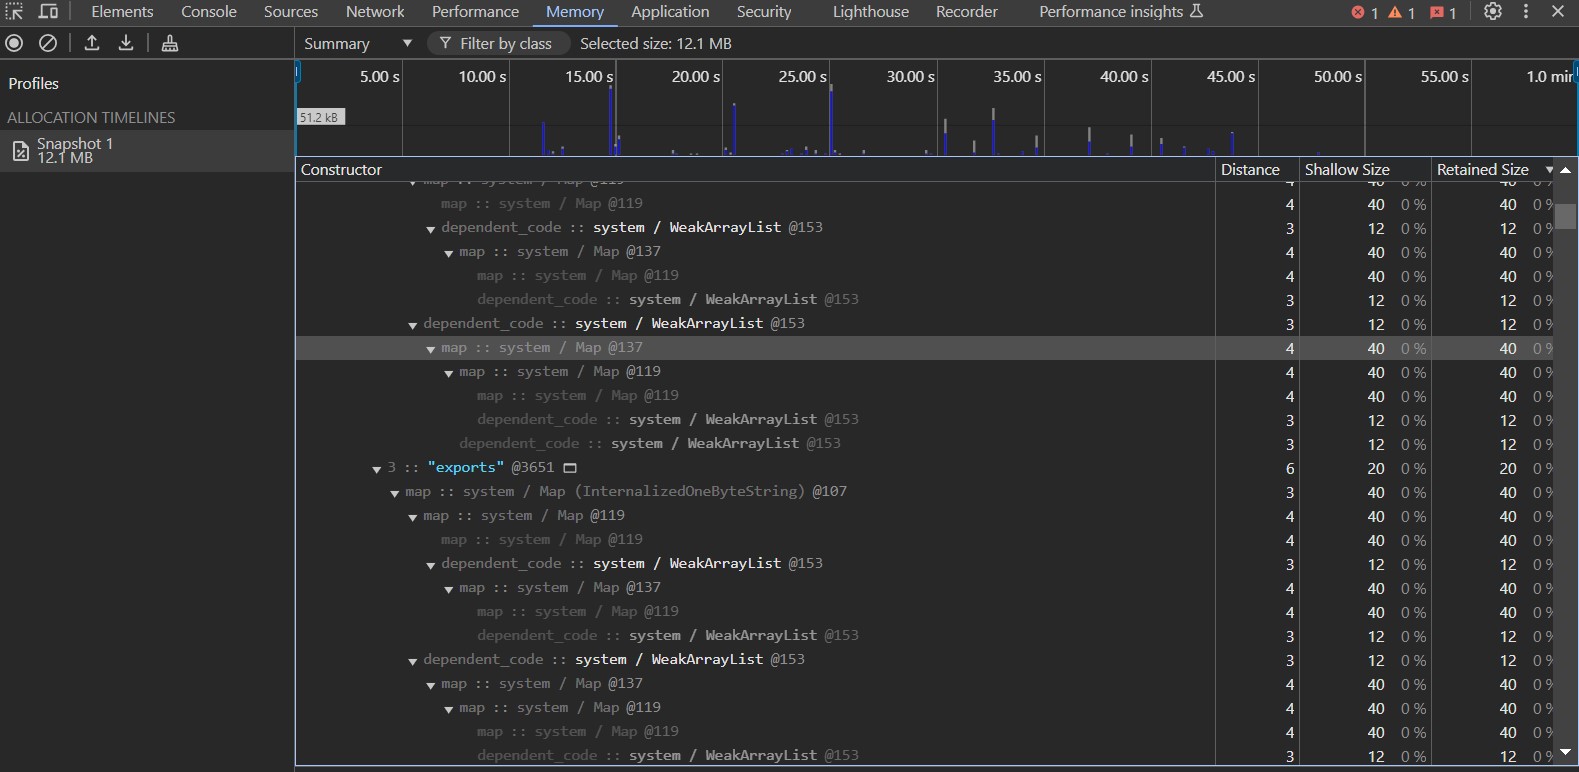 Elements Console Sources Network Performance Memory Application Security Lighthouse Recorder Performance insights 1 1 1
Summary Filter by class Selected size: 12.1 MB
Profiles
ALLOCATION TIMELINES
Snapshot 1
12.1 MB
5.00 s 10.00 s 15.00 s 20.00 s 25.00 s 30.00 s 35.00 s 40.00 s 45.00 s 50.00 s 55.00 s 1.0 min
51.2 kB
Constructor Distance Shallow Size Retained Size
map :: system / Map @119 4 40 0 % 40 0 %
map :: system / Map @119 4 40 0 % 40 0 %
dependent_code :: system / WeakArrayList @153 3 12 0 % 12 0 %
map :: system / Map @137 4 40 0 % 40 0 %
map :: system / Map @119 4 40 0 % 40 0 %
dependent_code :: system / WeakArrayList @153 3 12 0 % 12 0 %
dependent_code :: system / WeakArrayList @153 3 12 0 % 12 0 %
map :: system / Map @137 4 40 0 % 40 0 %
map :: system / Map @119 4 40 0 % 40 0 %
map :: system / Map @119 4 40 0 % 40 0 %
dependent_code :: system / WeakArrayList @153 3 12 0 % 12 0 %
dependent_code :: system / WeakArrayList @153 3 12 0 % 12 0 %
3 :: "exports" @3651 6 20 0 % 20 0 %
map :: system / Map (InternalizedOneByteString) @107 3 40 0 % 40 0 %
map :: system / Map @119 4 40 0 % 40 0 %
map :: system / Map @119 4 40 0 % 40 0 %
dependent_code :: system / WeakArrayList @153 3 12 0 % 12 0 %
map :: system / Map @137 4 40 0 % 40 0 %
map :: system / Map @119 4 40 0 % 40 0 %
dependent_code :: system / WeakArrayList @153 3 12 0 % 12 0 %
dependent_code :: system / WeakArrayList @153 3 12 0 % 12 0 %
map :: system / Map @137 4 40 0 % 40 0 %
map :: system / Map @119 4 40 0 % 40 0 %
map :: system / Map @119 4 40 0 % 40 0 %
dependent_code :: system / WeakArrayList @153 3 12 0 % 12 0 %